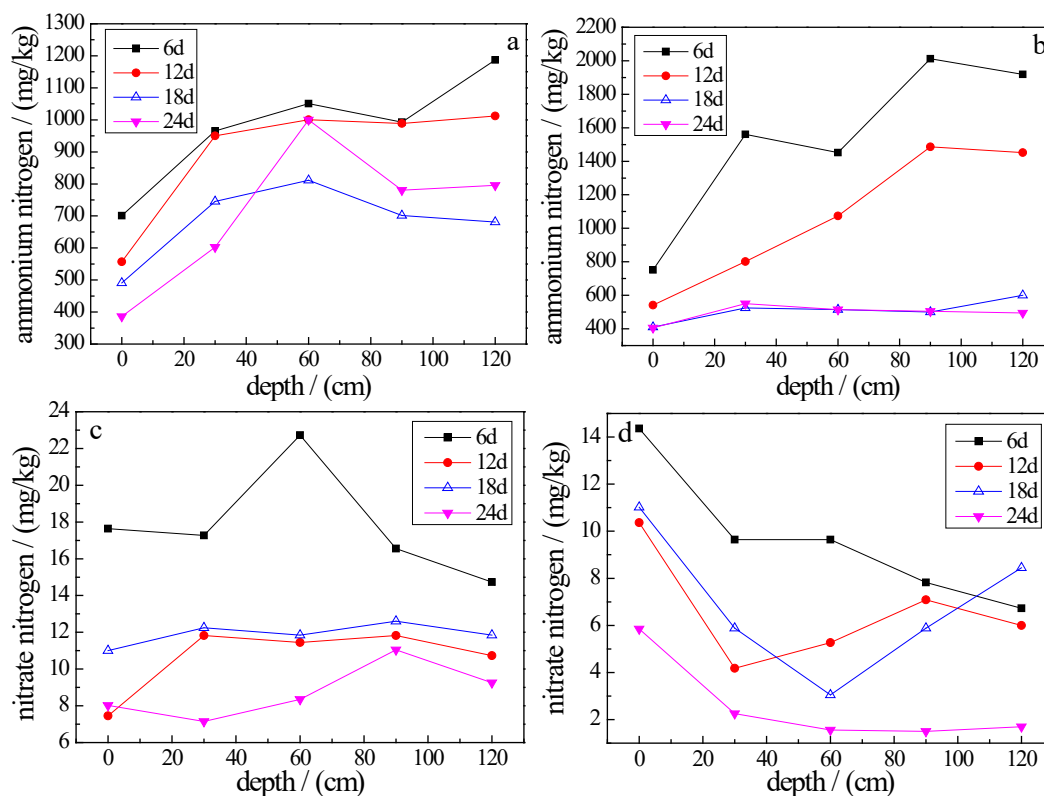 a
6d
12d
18d
24d
1300
1200
1100
1000
900
800
700
600
500
400
300
0 20 40 60 80 100 120
ammonium nitrogen / (mg/kg)
depth / (cm)
b
6d
12d
18d
24d
2200
2000
1800
1600
1400
1200
1000
800
600
400
0 20 40 60 80 100 120
ammonium nitrogen / (mg/kg)
depth / (cm)
c
6d
12d
18d
24d
24
22
20
18
16
14
12
10
8
6
0 20 40 60 80 100 120
nitrate nitrogen / (mg/kg)
depth / (cm)
d
6d
12d
18d
24d
14
12
10
8
6
4
2
0 20 40 60 80 100 120
nitrate nitrogen / (mg/kg)
depth / (cm)